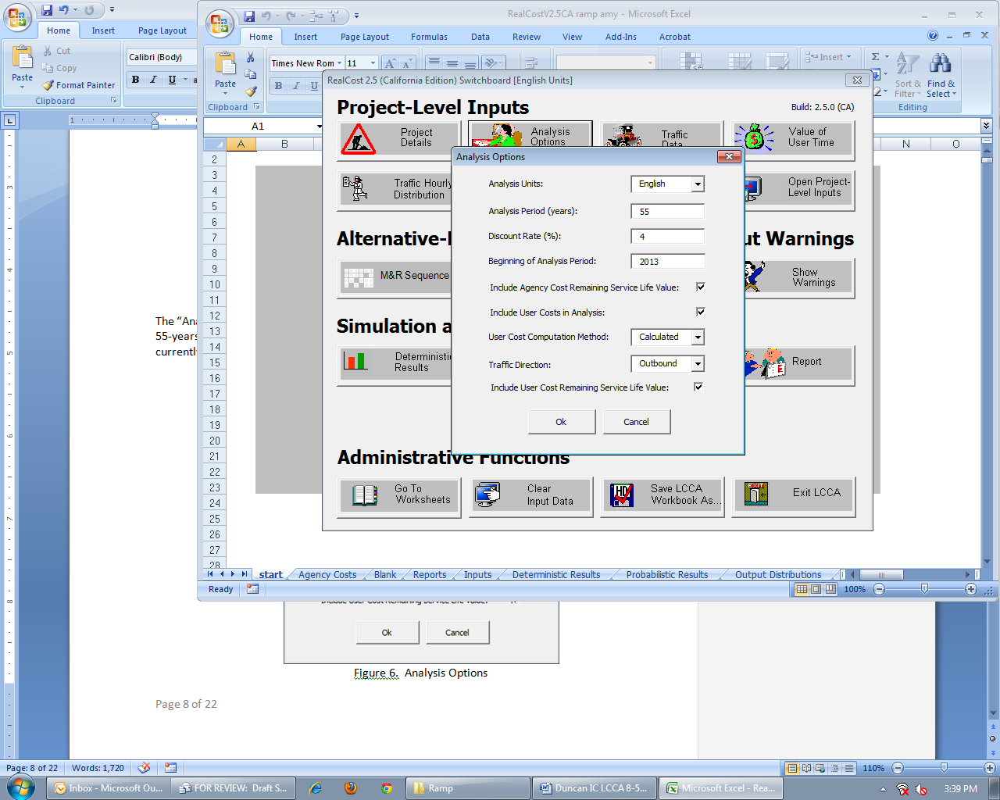 RealCostV2.5CA ramp amy - Microsoft Excel
Home Insert Page Layout
Home Insert Page Layout Formulas Data Review View Add-Ins Acrobat
Paste
Cut
Copy
Format Painter
Clipboard
Calibri (Body)
B I U
Paste
Clipboard
Times New Rom 11
B I U
Insert
Sort & Filter
Find & Select
Editing
A1
A B N O
2
3
4
5
6
7
8
9
10
11
12
13
14
15
16
17
18
19
20
21
22
23
24
25
26
27
28
RealCost 2.5 (California Edition) Switchboard [English Units]
Project-Level Inputs
Build: 2.5.0 (CA)
Project Details
Analysis Options
Traffic Data
Value of User Time
Traffic Hourly Distribution
Open Project-Level Inputs
Alternative-
ut Warnings
M&R Sequence
Show Warnings
Simulation a
Deterministic Results
Report
Administrative Functions
Go To Worksheets
Clear Input Data
Save LCCA Workbook As...
Exit LCCA
Analysis Options
Analysis Units: English
Analysis Period (years): 55
Discount Rate (%): 4
Beginning of Analysis Period: 2013
Include Agency Cost Remaining Service Life Value:
Include User Costs in Analysis:
User Cost Computation Method: Calculated
Traffic Direction: Outbound
Include User Cost Remaining Service Life Value:
Ok Cancel
start Agency Costs Blank Reports Inputs Deterministic Results Probabilistic Results Output Distributions
Ready 100%
The “Ana
55-years
currently
Include User Cost Remaining Service Life Value:
Ok Cancel
Figure 6. Analysis Options
Page 8 of 22
Page: 8 of 22 Words: 1,720 110%
Inbox - Microsoft Ou... FOR REVIEW: Draft S... Ramp Duncan IC LCCA 8-5... Microsoft Excel - Rea... 3:39 PM